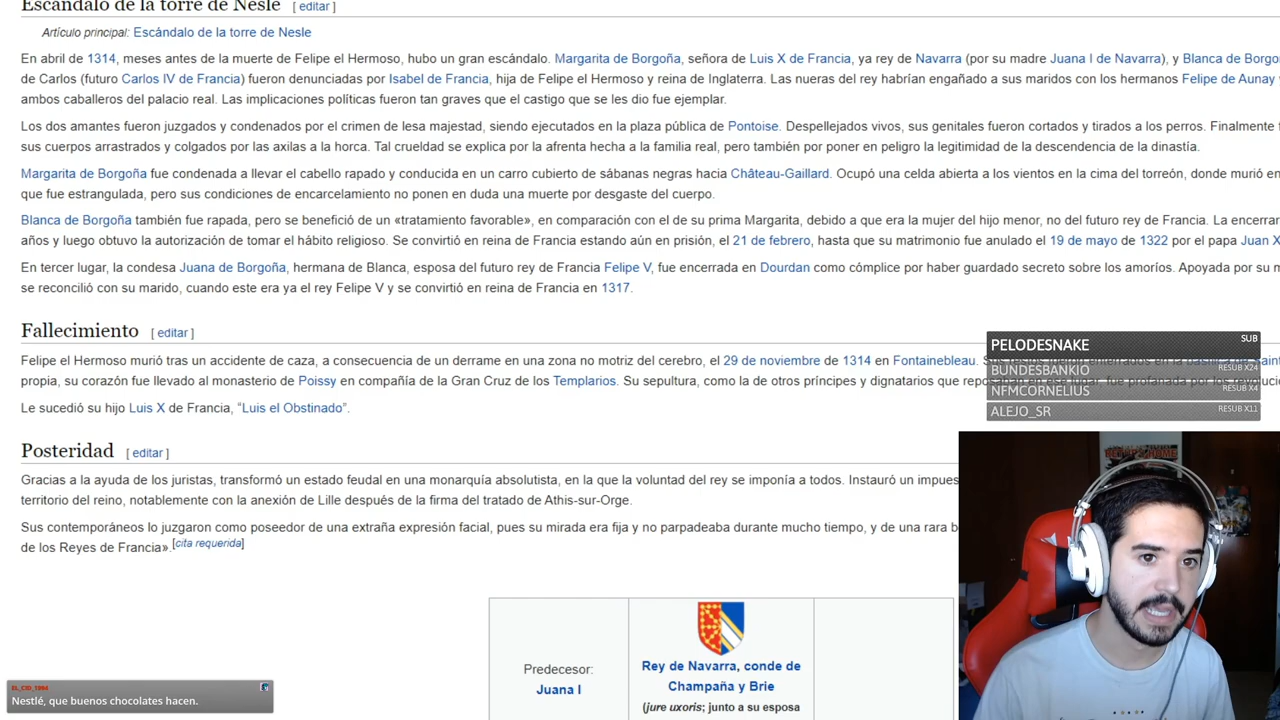 Escándalo de la torre de Nesle [ editar ]
Artículo principal: Escándalo de la torre de Nesle
En abril de 1314, meses antes de la muerte de Felipe el Hermoso, hubo un gran escándalo. Margarita de Borgoña, señora de Luis X de Francia, ya rey de Navarra (por su madre Juana I de Navarra), y Blanca de Borgo
de Carlos (futuro Carlos IV de Francia) fueron denunciadas por Isabel de Francia, hija de Felipe el Hermoso y reina de Inglaterra. Las nueras del rey habrían engañado a sus maridos con los hermanos Felipe de Aunay
ambos caballeros del palacio real. Las implicaciones políticas fueron tan graves que el castigo que se les dio fue ejemplar.
Los dos amantes fueron juzgados y condenados por el crimen de lesa majestad, siendo ejecutados en la plaza pública de Pontoise. Despellejados vivos, sus genitales fueron cortados y tirados a los perros. Finalmente
sus cuerpos arrastrados y colgados por las axilas a la horca. Tal crueldad se explica por la afrenta hecha a la familia real, pero también por poner en peligro la legitimidad de la descendencia de la dinastía.
Margarita de Borgoña fue condenada a llevar el cabello rapado y conducida en un carro cubierto de sábanas negras hacia Château-Gaillard. Ocupó una celda abierta a los vientos en la cima del torreón, donde murió en
que fue estrangulada, pero sus condiciones de encarcelamiento no ponen en duda una muerte por desgaste del cuerpo.
Blanca de Borgoña también fue rapada, pero se benefició de un «tratamiento favorable», en comparación con el de su prima Margarita, debido a que era la mujer del hijo menor, no del futuro rey de Francia. La encerrar
años y luego obtuvo la autorización de tomar el hábito religioso. Se convirtió en reina de Francia estando aún en prisión, el 21 de febrero, hasta que su matrimonio fue anulado el 19 de mayo de 1322 por el papa Juan X
En tercer lugar, la condesa Juana de Borgoña, hermana de Blanca, esposa del futuro rey de Francia Felipe V, fue encerrada en Dourdan como cómplice por haber guardado secreto sobre los amoríos. Apoyada por su m
se reconcilió con su marido, cuando este era ya el rey Felipe V y se convirtió en reina de Francia en 1317.
Fallecimiento [ editar ]
Felipe el Hermoso murió tras un accidente de caza, a consecuencia de un derrame en una zona no motriz del cerebro, el 29 de noviembre de 1314 en Fontainebleau. Sus restos fueron enterrados en la basílica de Saint
propia, su corazón fue llevado al monasterio de Poissy en compañía de la Gran Cruz de los Templarios. Su sepultura, como la de otros príncipes y dignatarios que reposaban en ese lugar, fue profanada por los revolucio
Le sucedió su hijo Luis X de Francia, “Luis el Obstinado”.
PELODESNAKE SUB
BUNDESBANKIO RESUB X24
NFMCORNELIUS RESUB X4
ALEJO_SR RESUB X11
Posteridad [ editar ]
Gracias a la ayuda de los juristas, transformó un estado feudal en una monarquía absolutista, en la que la voluntad del rey se imponía a todos. Instauró un impues
territorio del reino, notablemente con la anexión de Lille después de la firma del tratado de Athis-sur-Orge.
Sus contemporáneos lo juzgaron como poseedor de una extraña expresión facial, pues su mirada era fija y no parpadeaba durante mucho tiempo, y de una rara b
de los Reyes de Francia».[cita requerida]
Predecesor:
Juana I
Rey de Navarra, conde de
Champaña y Brie
(jure uxoris; junto a su esposa
EL_CID_1864
Nestlé, que buenos chocolates hacen.